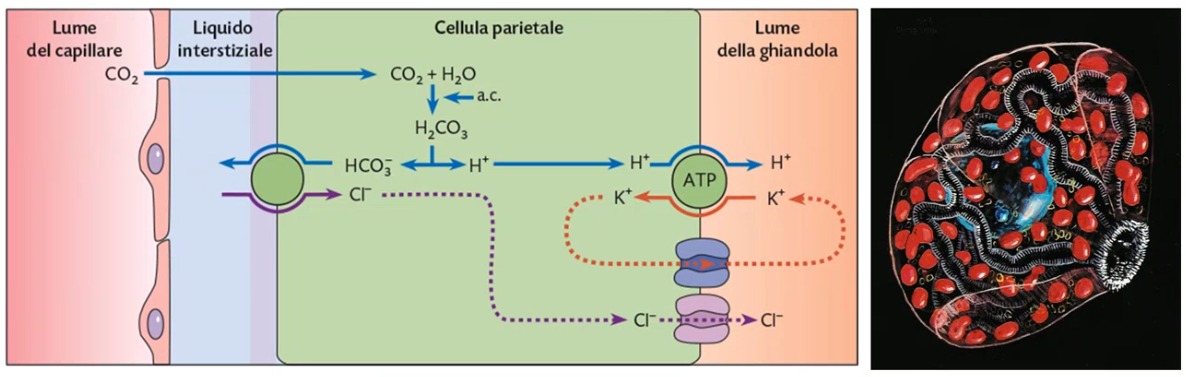 Lume
del capillare
Liquido
interstiziale
Cellula parietale
Lume
della ghiandola
CO₂
CO₂ + H₂O
a.c.
H₂CO₃
HCO₃⁻
H⁺
H⁺
ATP
H⁺
Cl⁻
K⁺
K⁺
Cl⁻
Cl⁻